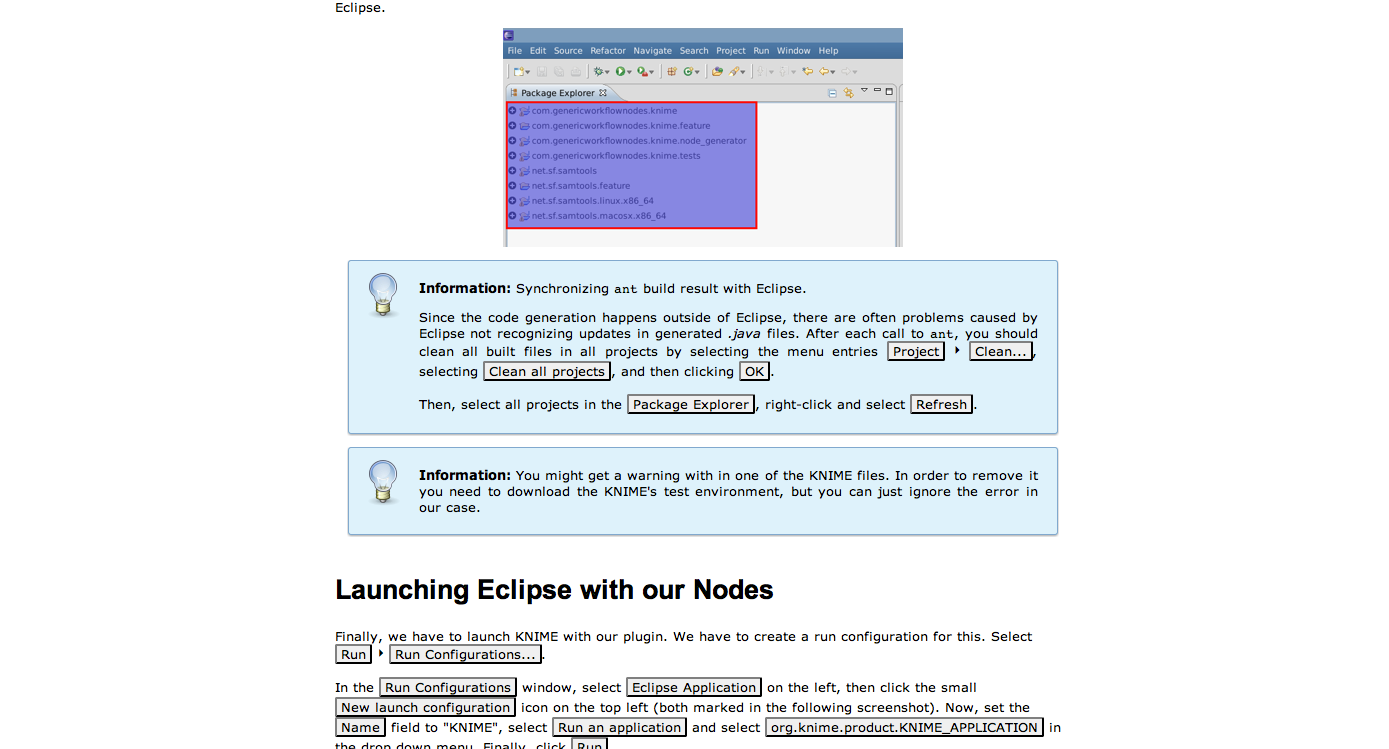 Eclipse.
File Edit Source Refactor Navigate Search Project Run Window Help
Package Explorer
com.genericworkflownodes.knime
com.genericworkflownodes.knime.feature
com.genericworkflownodes.knime.node_generator
com.genericworkflownodes.knime.tests
net.sf.samtools
net.sf.samtools.feature
net.sf.samtools.linux.x86_64
net.sf.samtools.macosx.x86_64
Information: Synchronizing ant build result with Eclipse.
Since the code generation happens outside of Eclipse, there are often problems caused by
Eclipse not recognizing updates in generated .java files. After each call to ant, you should
clean all built files in all projects by selecting the menu entries Project ‣ Clean...,
selecting Clean all projects, and then clicking OK.
Then, select all projects in the Package Explorer, right-click and select Refresh.
Information: You might get a warning with in one of the KNIME files. In order to remove it
you need to download the KNIME's test environment, but you can just ignore the error in
our case.
Launching Eclipse with our Nodes
Finally, we have to launch KNIME with our plugin. We have to create a run configuration for this. Select
Run ‣ Run Configurations....
In the Run Configurations window, select Eclipse Application on the left, then click the small
New launch configuration icon on the top left (both marked in the following screenshot). Now, set the
Name field to "KNIME", select Run an application and select org.knime.product.KNIME_APPLICATION in
the drop down menu. Finally, click Run.